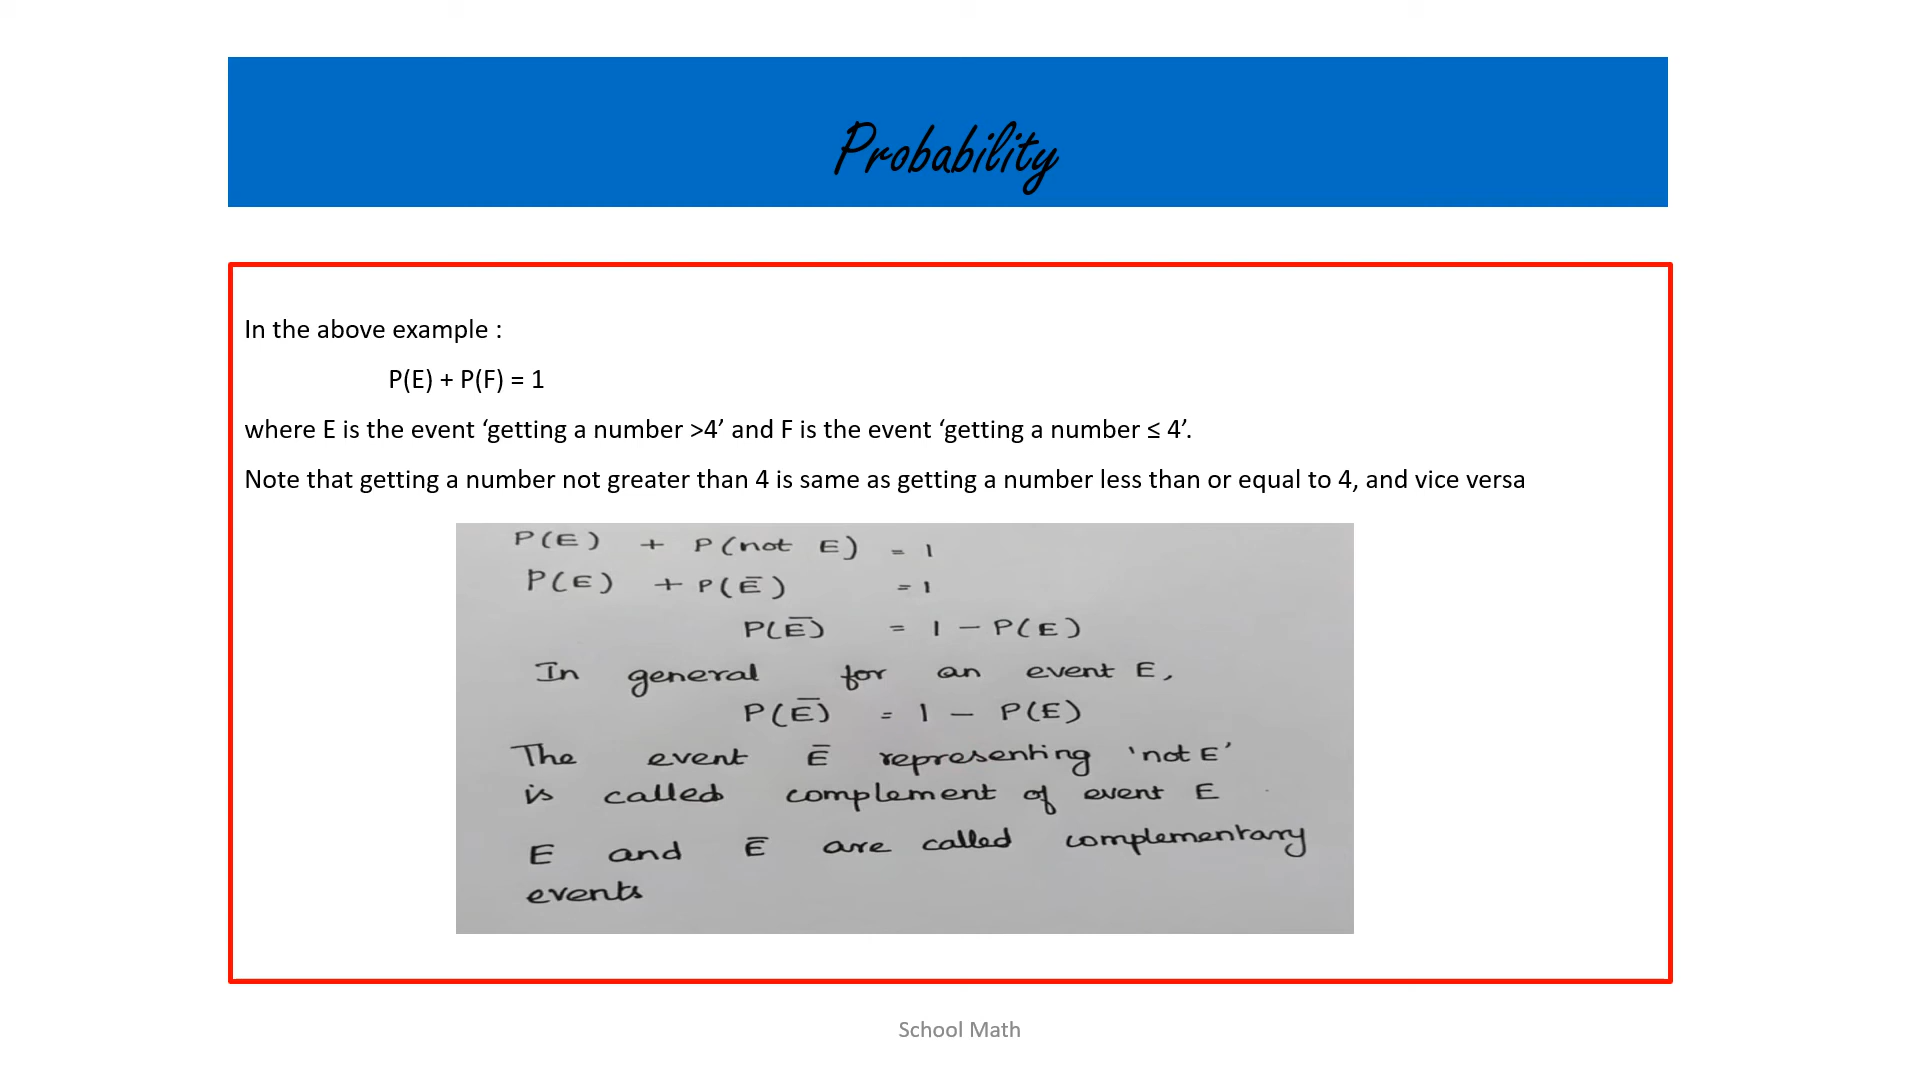 Probability
In the above example :
P(E) + P(F) = 1
where E is the event ‘getting a number >4’ and F is the event ‘getting a number ≤ 4’.
Note that getting a number not greater than 4 is same as getting a number less than or equal to 4, and vice versa
P(E) + P(not E) = 1
P(E) + P(Ē) = 1
P(Ē) = 1 – P(E)
In general for an event E,
P(Ē) = 1 – P(E)
The event Ē representing ‘not E’
is called complement of event E
E and Ē are called complementary
events
School Math